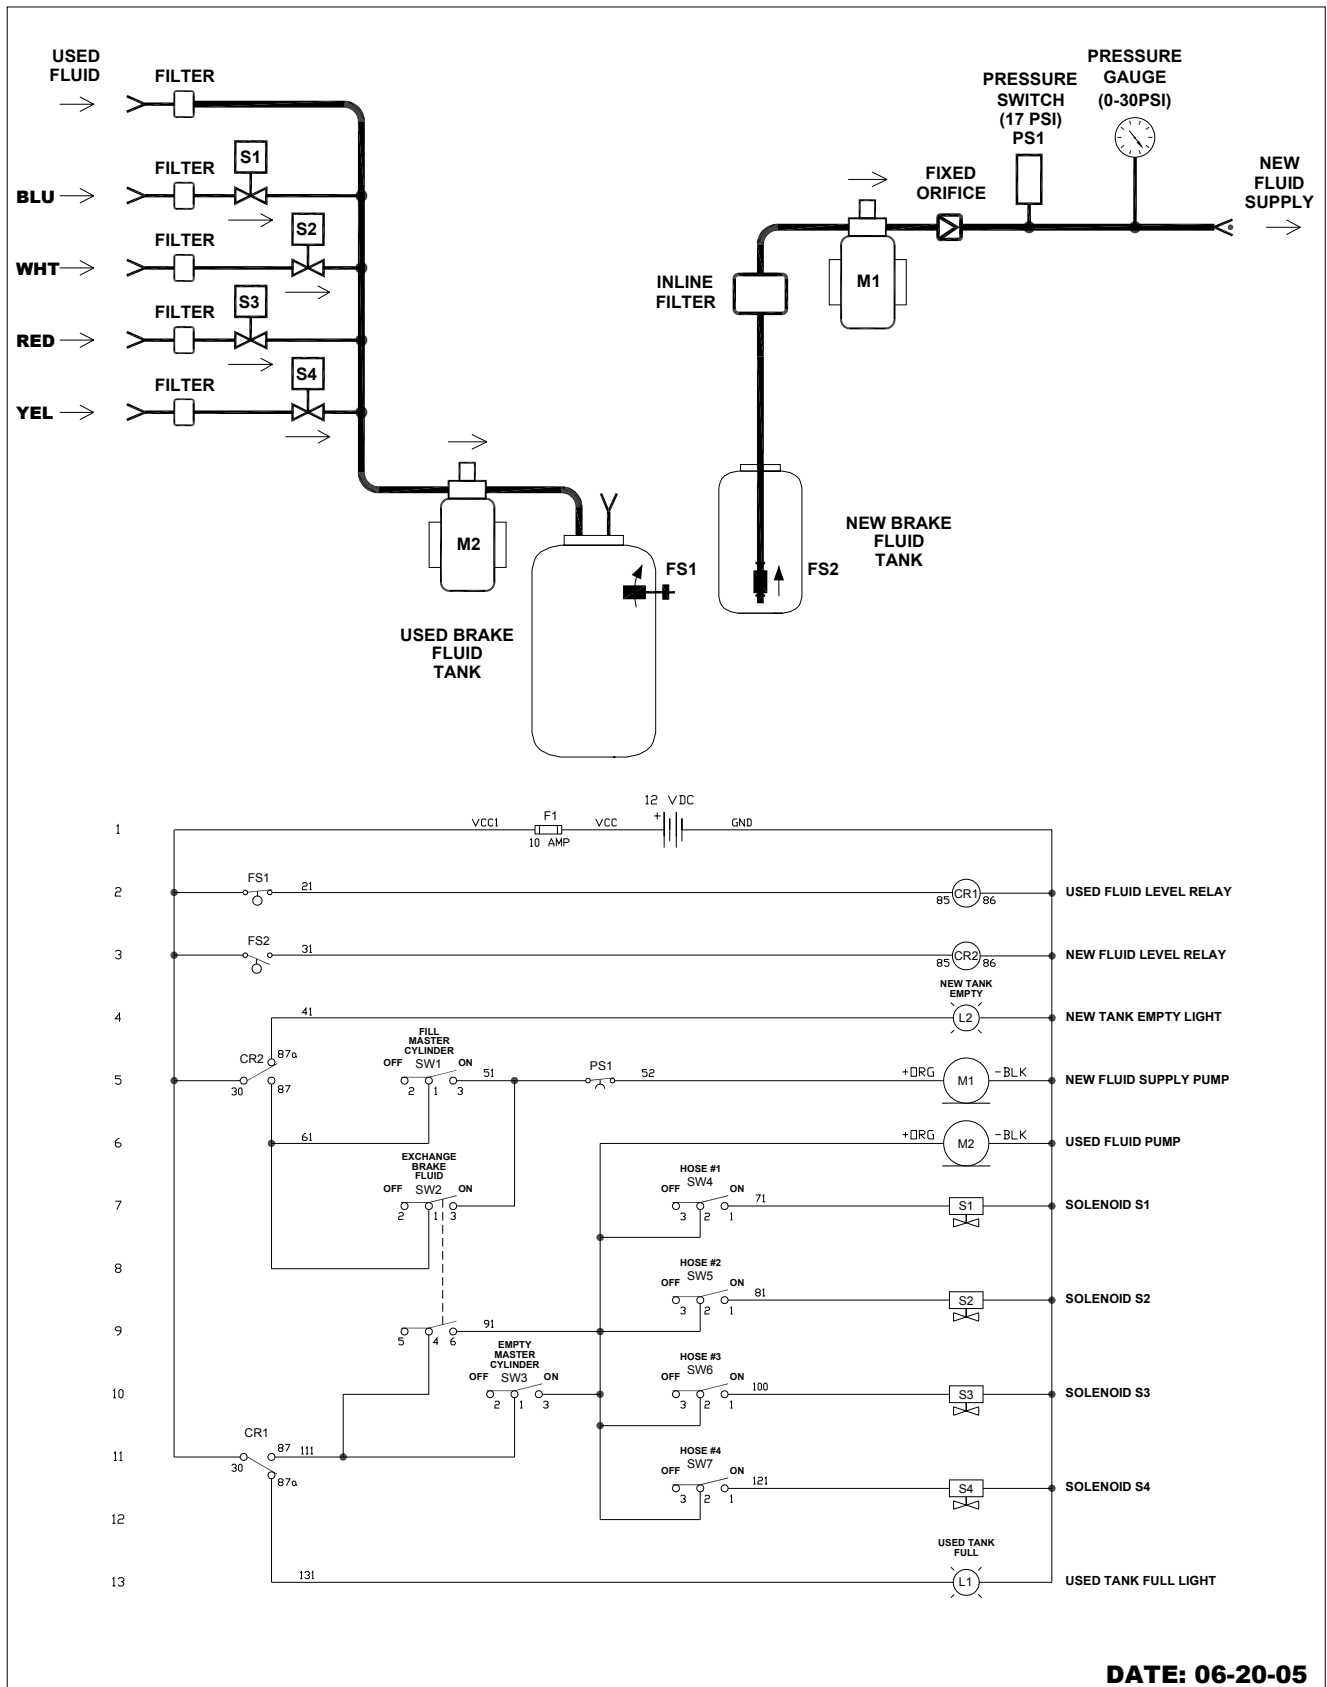 USED
FLUID
FILTER
BLU
FILTER
S1
WHT
FILTER
S2
RED
FILTER
S3
YEL
FILTER
S4
M2
USED BRAKE
FLUID
TANK
FS1
PRESSURE
SWITCH
(17 PSI)
PS1
PRESSURE
GAUGE
(0-30PSI)
FIXED
ORIFICE
NEW
FLUID
SUPPLY
INLINE
FILTER
M1
NEW BRAKE
FLUID
TANK
FS2
1
VCC1
F1
10 AMP
VCC
12 VDC
+
GND
2
FS1
21
CR1
85
86
USED FLUID LEVEL RELAY
3
FS2
31
CR2
85
86
NEW FLUID LEVEL RELAY
4
41
NEW TANK
EMPTY
L2
NEW TANK EMPTY LIGHT
5
CR2
87a
30
87
FILL
MASTER
CYLINDER
OFF SW1 ON
2 1 3
51
PS1
52
+ORG
M1
-BLK
NEW FLUID SUPPLY PUMP
6
61
+ORG
M2
-BLK
USED FLUID PUMP
7
EXCHANGE
BRAKE
FLUID
OFF SW2 ON
2 1 3
HOSE #1
OFF SW4 ON
3 2 1
71
S1
SOLENOID S1
8
HOSE #2
OFF SW5 ON
3 2 1
81
S2
SOLENOID S2
9
5 4 6
91
10
EMPTY
MASTER
CYLINDER
OFF SW3 ON
2 1 3
HOSE #3
OFF SW6 ON
3 2 1
100
S3
SOLENOID S3
11
CR1
30
87
111
87a
HOSE #4
OFF SW7 ON
3 2 1
121
S4
SOLENOID S4
12
13
131
USED TANK
FULL
L1
USED TANK FULL LIGHT
DATE: 06-20-05